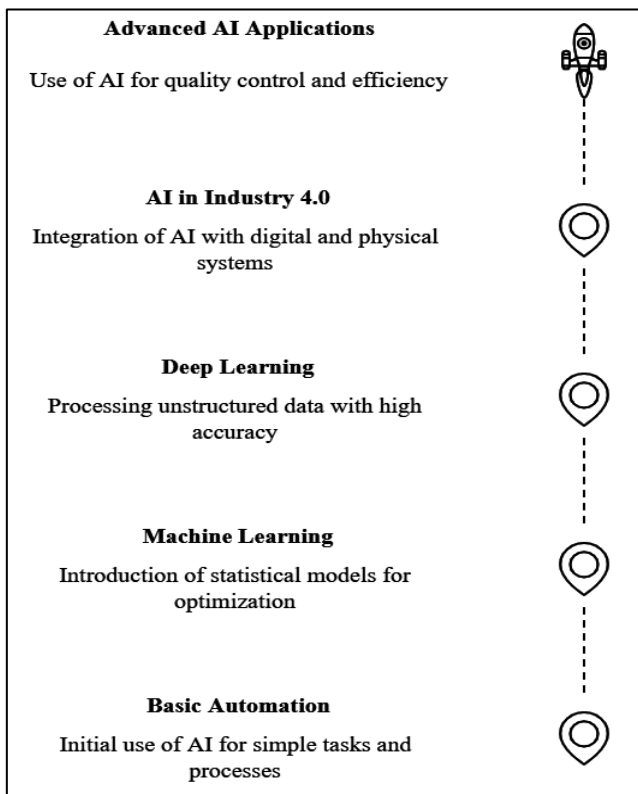 Advanced AI Applications
Use of AI for quality control and efficiency
AI in Industry 4.0
Integration of AI with digital and physical
systems
Deep Learning
Processing unstructured data with high
accuracy
Machine Learning
Introduction of statistical models for
optimization
Basic Automation
Initial use of AI for simple tasks and
processes